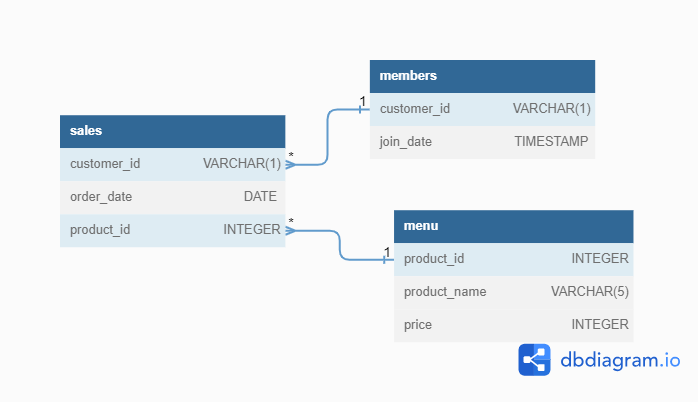 members
1
customer_id VARCHAR(1)
join_date TIMESTAMP
sales
*
customer_id VARCHAR(1)
order_date DATE
*
product_id INTEGER
menu
1
product_id INTEGER
product_name VARCHAR(5)
price INTEGER
dbdiagram.io